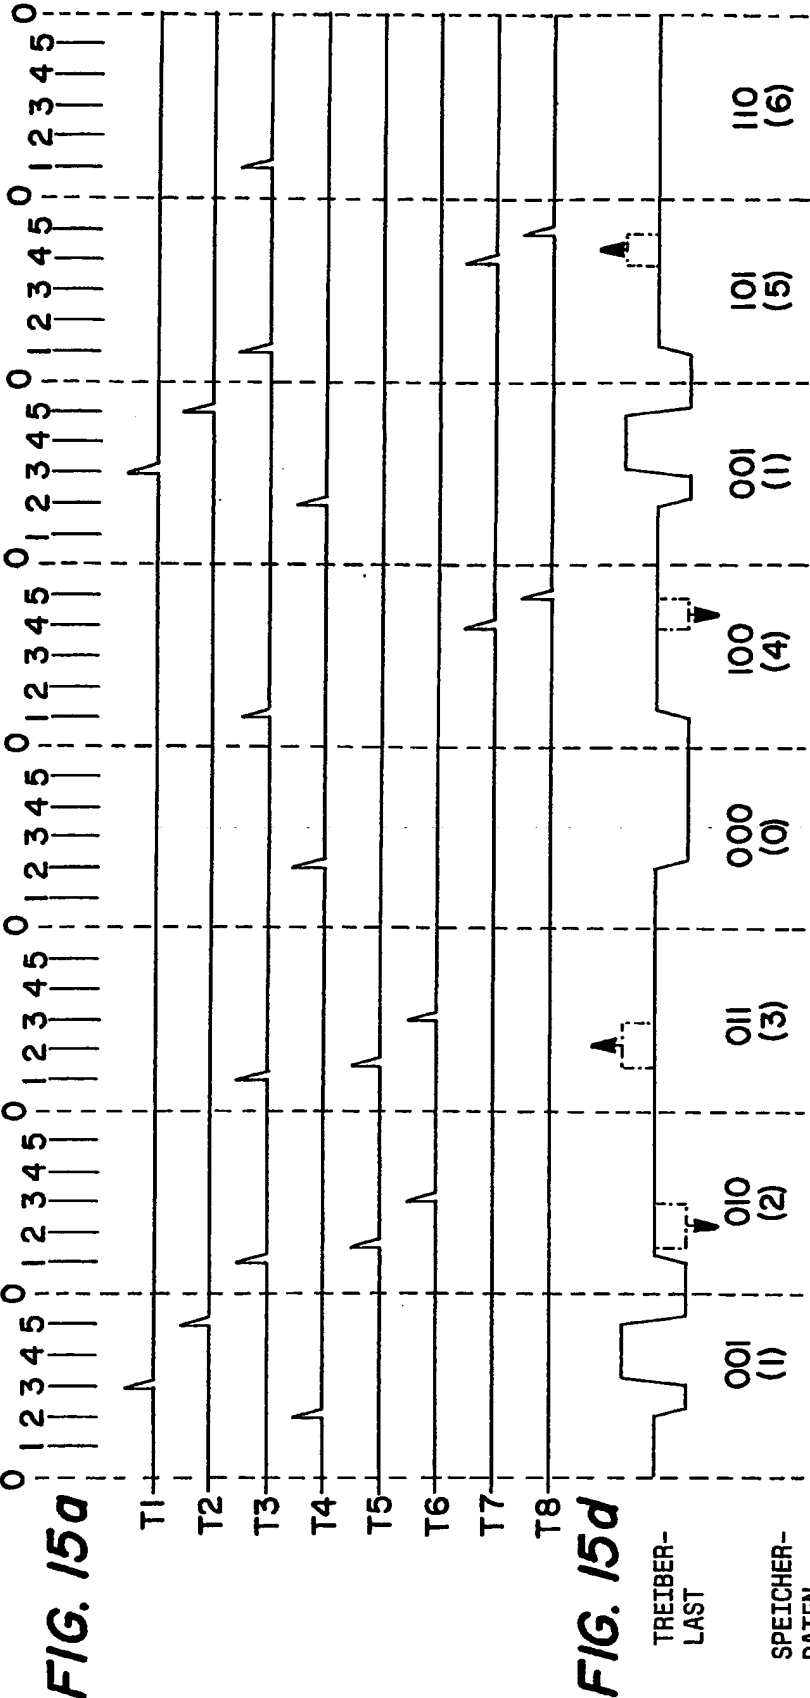 0 1 2 3 4 5 0 1 2 3 4 5 0 1 2 3 4 5 0 1 2 3 4 5 0 1 2 3 4 5 0 1 2 3 4 5 0 1 2 3 4 5 0 1 2 3 4 5 0
FIG. 15a
T1
T2
T3
T4
T5
T6
T7
T8
FIG. 15d
TREIBER-
LAST
001 010 011 000 100 001 101 110
(1) (2) (3) (0) (4) (1) (5) (6)
SPEICHER-
DATEN